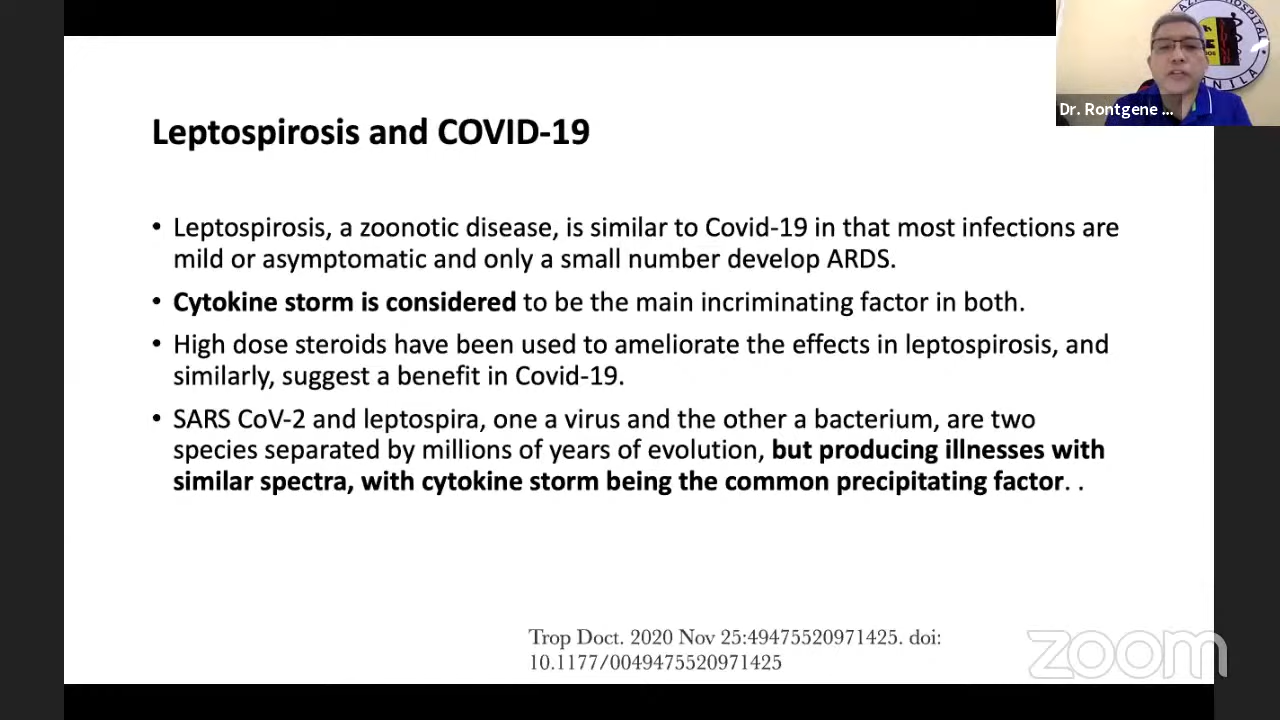 Dr. Rontgene ...
Leptospirosis and COVID-19
• Leptospirosis, a zoonotic disease, is similar to Covid-19 in that most infections are
mild or asymptomatic and only a small number develop ARDS.
• Cytokine storm is considered to be the main incriminating factor in both.
• High dose steroids have been used to ameliorate the effects in leptospirosis, and
similarly, suggest a benefit in Covid-19.
• SARS CoV-2 and leptospira, one a virus and the other a bacterium, are two
species separated by millions of years of evolution, but producing illnesses with
similar spectra, with cytokine storm being the common precipitating factor. . 
Trop Doct. 2020 Nov 25:49475520971425. doi:
10.1177/0049475520971425
zoom